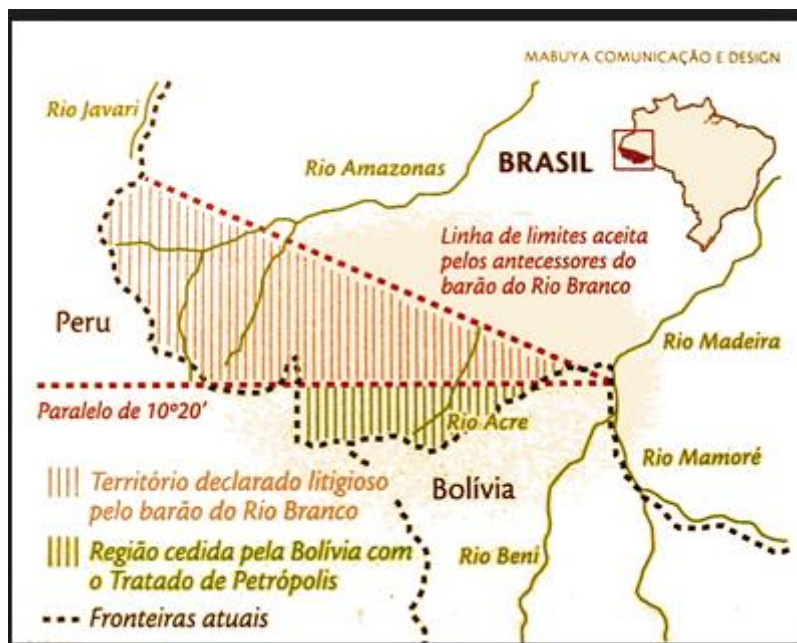 MABUYA COMUNICAÇÃO E DESIGN
Rio Javari
Rio Amazonas
BRASIL
Linha de limites aceita
pelos antecessores do
barão do Rio Branco
Peru
Rio Madeira
Paralelo de 10º20'
Rio Acre
Rio Mamoré
Bolívia
Território declarado litigioso
pelo barão do Rio Branco
Rio Beni
Região cedida pela Bolívia com
o Tratado de Petrópolis
Fronteiras atuais